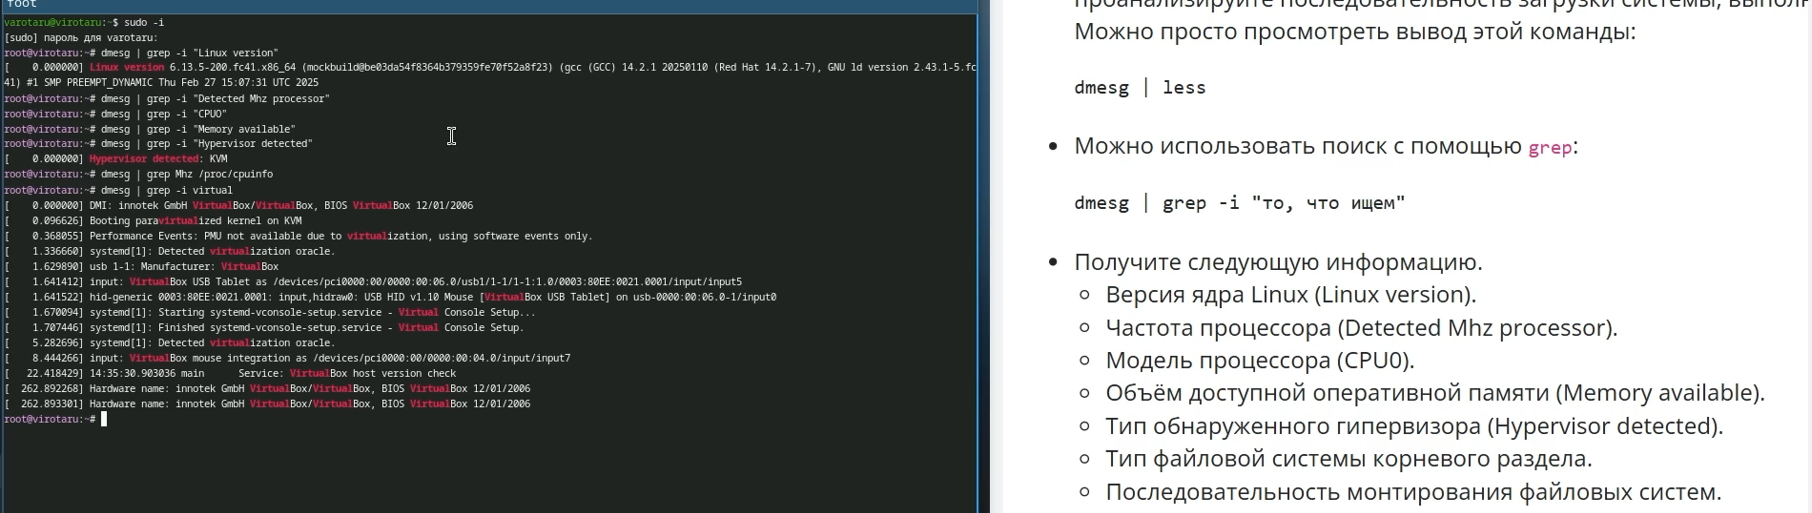 root
varotaru@virotaru:~$ sudo -i
[sudo] пароль для varotaru:
root@virotaru:~# dmesg | grep -i "Linux version"
[    0.000000] Linux version 6.13.5-200.fc41.x86_64 (mockbuild@be03da54f8364b379359fe70f52a8f23) (gcc (GCC) 14.2.1 20250110 (Red Hat 14.2.1-7), GNU ld version 2.43.1-5.fc
41) #1 SMP PREEMPT_DYNAMIC Thu Feb 27 15:07:31 UTC 2025
root@virotaru:~# dmesg | grep -i "Detected Mhz processor"
root@virotaru:~# dmesg | grep -i "CPUO"
root@virotaru:~# dmesg | grep -i "Memory available"
root@virotaru:~# dmesg | grep -i "Hypervisor detected"
[    0.000000] Hypervisor detected: KVM
root@virotaru:~# dmesg | grep Mhz /proc/cpuinfo
root@virotaru:~# dmesg | grep -i virtual
[    0.000000] DMI: innotek GmbH VirtualBox/VirtualBox, BIOS VirtualBox 12/01/2006
[    0.096626] Booting paravirtualized kernel on KVM
[    0.368055] Performance Events: PMU not available due to virtualization, using software events only.
[    1.336660] systemd[1]: Detected virtualization oracle.
[    1.629890] usb 1-1: Manufacturer: VirtualBox
[    1.641412] input: VirtualBox USB Tablet as /devices/pci0000:00/0000:00:06.0/usb1/1-1/1-1:1.0/0003:80EE:0021.0001/input/input5
[    1.641522] hid-generic 0003:80EE:0021.0001: input,hidraw0: USB HID v1.10 Mouse [VirtualBox USB Tablet] on usb-0000:00:06.0-1/input0
[    1.670094] systemd[1]: Starting systemd-vconsole-setup.service - Virtual Console Setup...
[    1.707446] systemd[1]: Finished systemd-vconsole-setup.service - Virtual Console Setup.
[    5.282696] systemd[1]: Detected virtualization oracle.
[    8.444266] input: VirtualBox mouse integration as /devices/pci0000:00/0000:00:04.0/input/input7
[   22.418429] 14:35:30.903036 main     Service: VirtualBox host version check
[  262.892268] Hardware name: innotek GmbH VirtualBox/VirtualBox, BIOS VirtualBox 12/01/2006
[  262.893301] Hardware name: innotek GmbH VirtualBox/VirtualBox, BIOS VirtualBox 12/01/2006
root@virotaru:~#
проанализируйте последовательность загрузки системы,
Можно просто просмотреть вывод этой команды:
dmesg | less
• Можно использовать поиск с помощью grep:
dmesg | grep -i "то, что ищем"
• Получите следующую информацию.
○ Версия ядра Linux (Linux version).
○ Частота процессора (Detected Mhz processor).
○ Модель процессора (CPU0).
○ Объём доступной оперативной памяти (Memory available).
○ Тип обнаруженного гипервизора (Hypervisor detected).
○ Тип файловой системы корневого раздела.
○ Последовательность монтирования файловых систем.